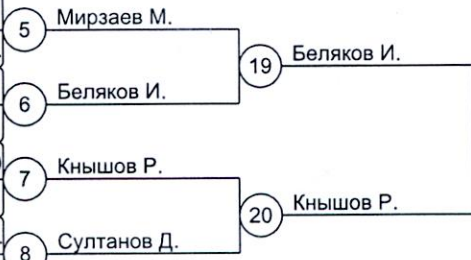 5 Мирзаев М.
19 Беляков И.
6 Беляков И.
7 Кнышов Р.
20 Кнышов Р.
8 Султанов Д.